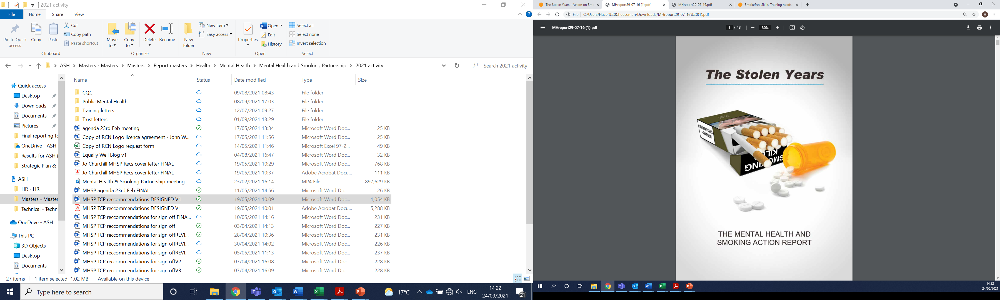 2021 activity
File Home Share View
Pin to Quick access
Copy
Paste
Cut
Copy path
Paste shortcut
Clipboard
Move to
Copy to
Delete
Rename
Organize
New folder
New item
Easy access
New
Properties
Open
Edit
History
Open
Select all
Select none
Invert selection
Select
ASH > Masters - Masters > Masters > Report masters > Health > Mental Health > Mental Health and Smoking Partnership > 2021 activity
Search 2021 activity
Quick access
Desktop
Downloads
Documents
Pictures
Final reporting fo
OneDrive - ASH
Results for ASH (
Strategic Plan &
ASH
HR - HR
Masters - Master
Technical - Techn
OneDrive - ASH
This PC
3D Objects
Desktop
Documents
Name Status Date modified Type Size
CQC 09/08/2021 08:43 File folder
Public Mental Health 08/09/2021 17:03 File folder
Training letters 12/07/2021 09:27 File folder
Trust letters 01/09/2021 13:29 File folder
agenda 23rd Feb meeting 17/05/2021 13:34 Microsoft Word Doc... 25 KB
Copy of RCN Logo licence agreement - John W... 17/05/2021 11:56 Microsoft Word Doc... 25 KB
Copy of RCN Logo request form 14/05/2021 11:46 Microsoft Excel 97-2... 49 KB
Equally Well Blog v1 04/08/2021 16:47 Microsoft Word Doc... 32 KB
Jo Churchill MHSP Recs cover letter FINAL 19/05/2021 10:29 Microsoft Word Doc... 768 KB
Jo Churchill MHSP Recs cover letter FINAL 19/05/2021 10:37 Adobe Acrobat Docu... 111 KB
Mental Health & Smoking Partnership meeting-... 23/02/2021 16:14 MP4 File 897,629 KB
MHSP agenda 23rd Feb FINAL 11/05/2021 14:56 Microsoft Word Doc... 26 KB
MHSP TCP reccommendations DESIGNED V1 19/05/2021 10:09 Microsoft Word Doc... 1,054 KB
MHSP TCP reccommendations DESIGNED V1 19/05/2021 10:01 Adobe Acrobat Docu... 5,288 KB
MHSP TCP reccommendations for sign off FINA... 10/05/2021 14:16 Microsoft Word Doc... 231 KB
MHSP TCP reccommendations for sign off 03/04/2021 14:13 Microsoft Word Doc... 227 KB
MHSP TCP reccommendations for sign offREVI... 28/04/2021 10:36 Microsoft Word Doc... 231 KB
MHSP TCP reccommendations for sign offREVI... 30/04/2021 14:02 Microsoft Word Doc... 226 KB
MHSP TCP reccommendations for sign offREVI... 05/05/2021 11:13 Microsoft Word Doc... 237 KB
MHSP TCP reccommendations for sign offV2 07/04/2021 16:08 Microsoft Word Doc... 228 KB
MHSP TCP reccommendations for sign offV3 07/04/2021 16:09 Microsoft Word Doc... 228 KB
27 items 1 item selected 1.02 MB Available on this device
Type here to search
17°C
ENG
14:22
24/09/2021
21
The Stolen Years - Action on Smo
MHreport29-07-16 (1).pdf
MHreport29-07-16.pdf
Smokefree Skills: Training needs
File | C:/Users/Hazel%20Cheeseman/Downloads/MHreport29-07-16%20(1).pdf
H
MHreport29-07-16 (1).pdf
1 / 48
80%
The Stolen Years
SMOKING KILLS
- QUIT NOW
SMOKING
KILLS
THE MENTAL HEALTH AND
SMOKING ACTION REPORT
14:22
24/09/2021